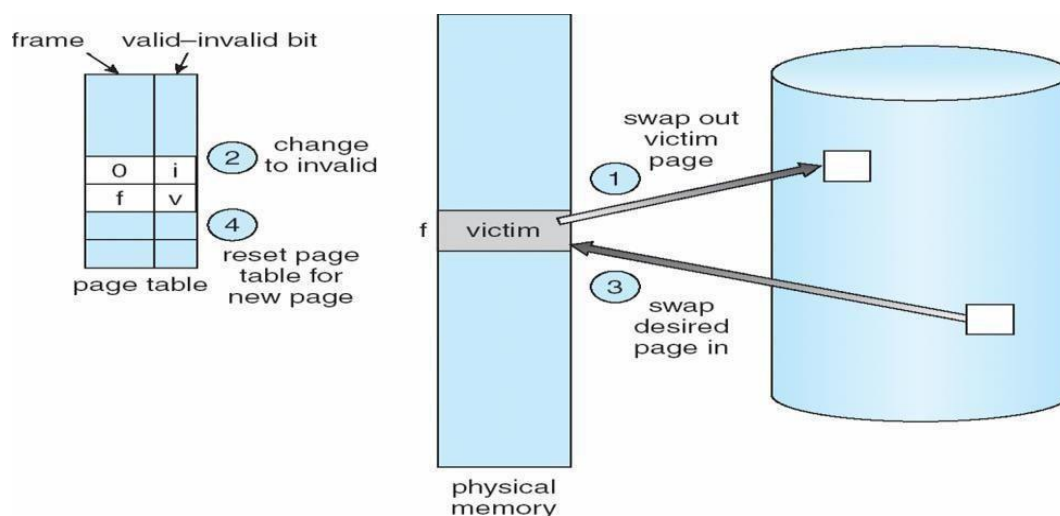 frame
valid–invalid bit
0 i
f v
2
change
to invalid
4
reset page
table for
new page
page table
f
victim
physical
memory
swap out
victim
page
1
3
swap
desired
page in